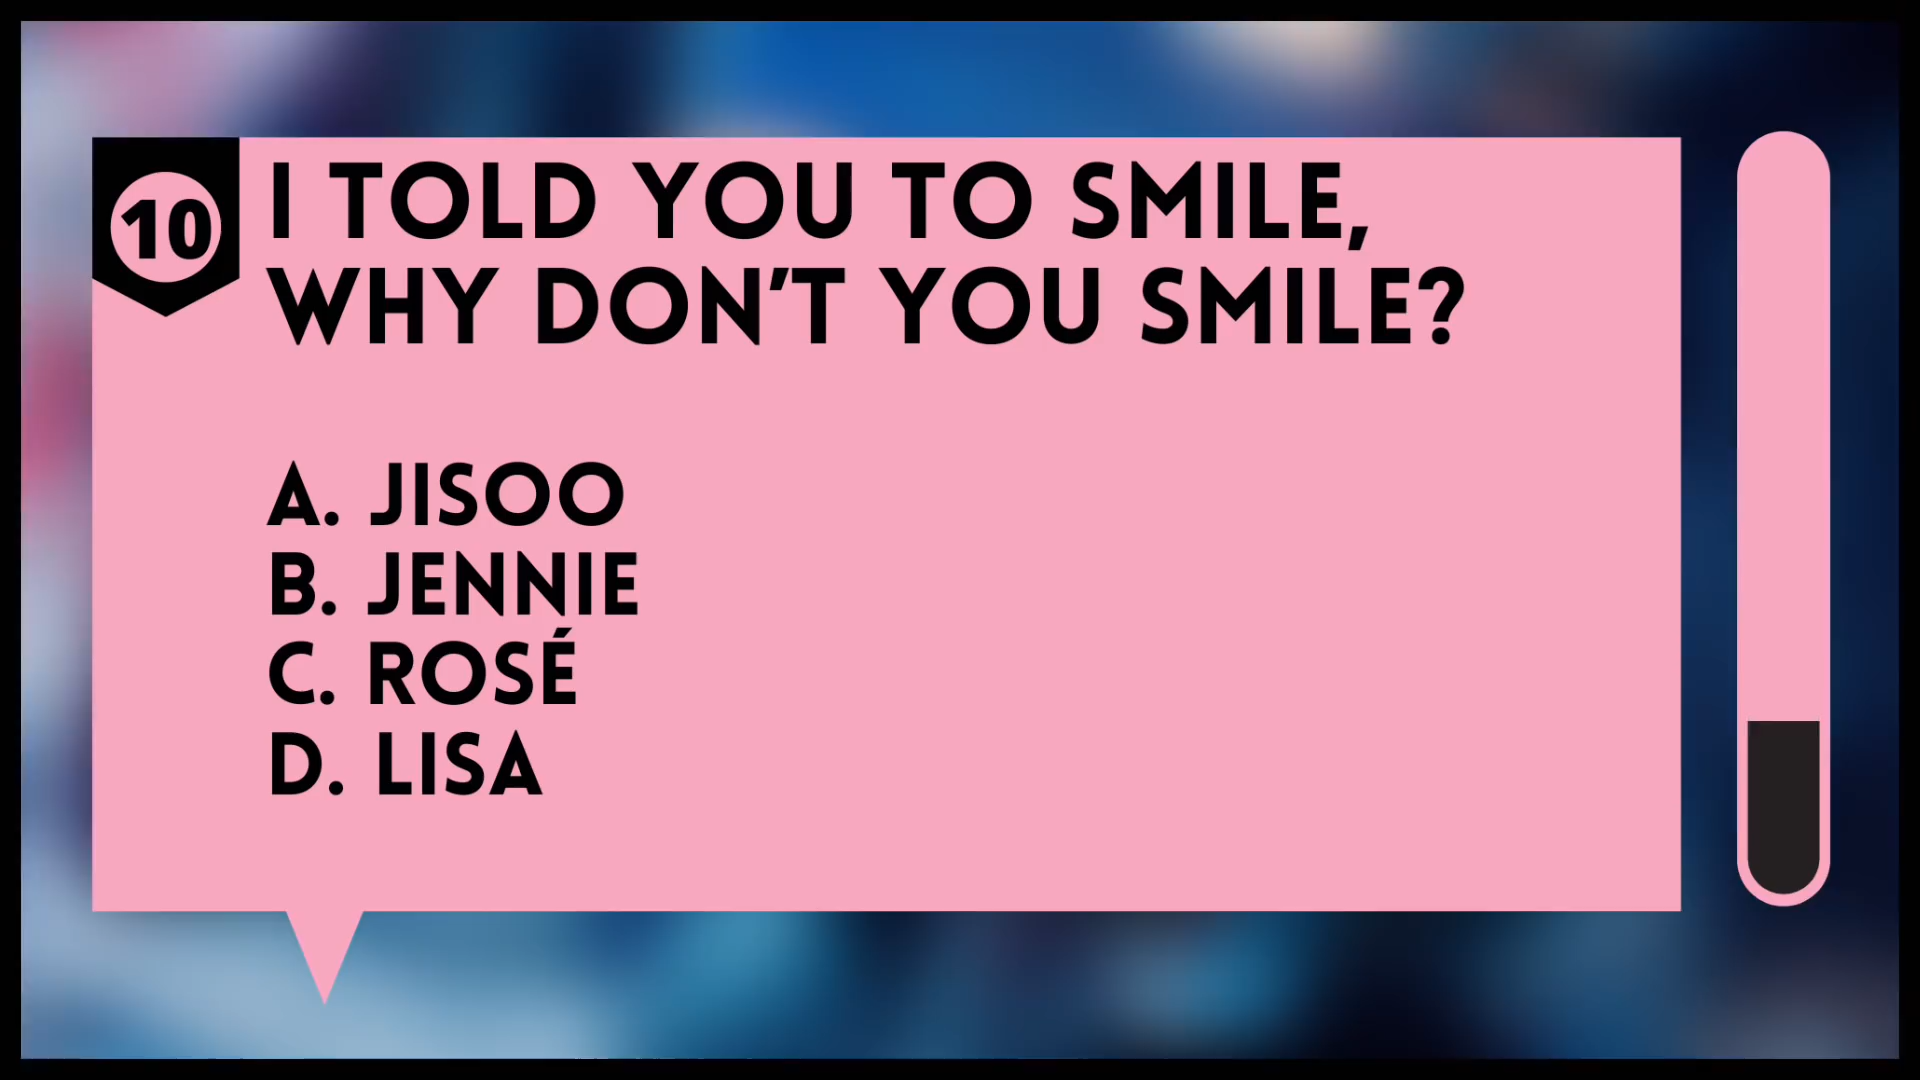 10
I TOLD YOU TO SMILE,
WHY DON'T YOU SMILE?
A. JISOO
B. JENNIE
C. ROSÉ
D. LISA